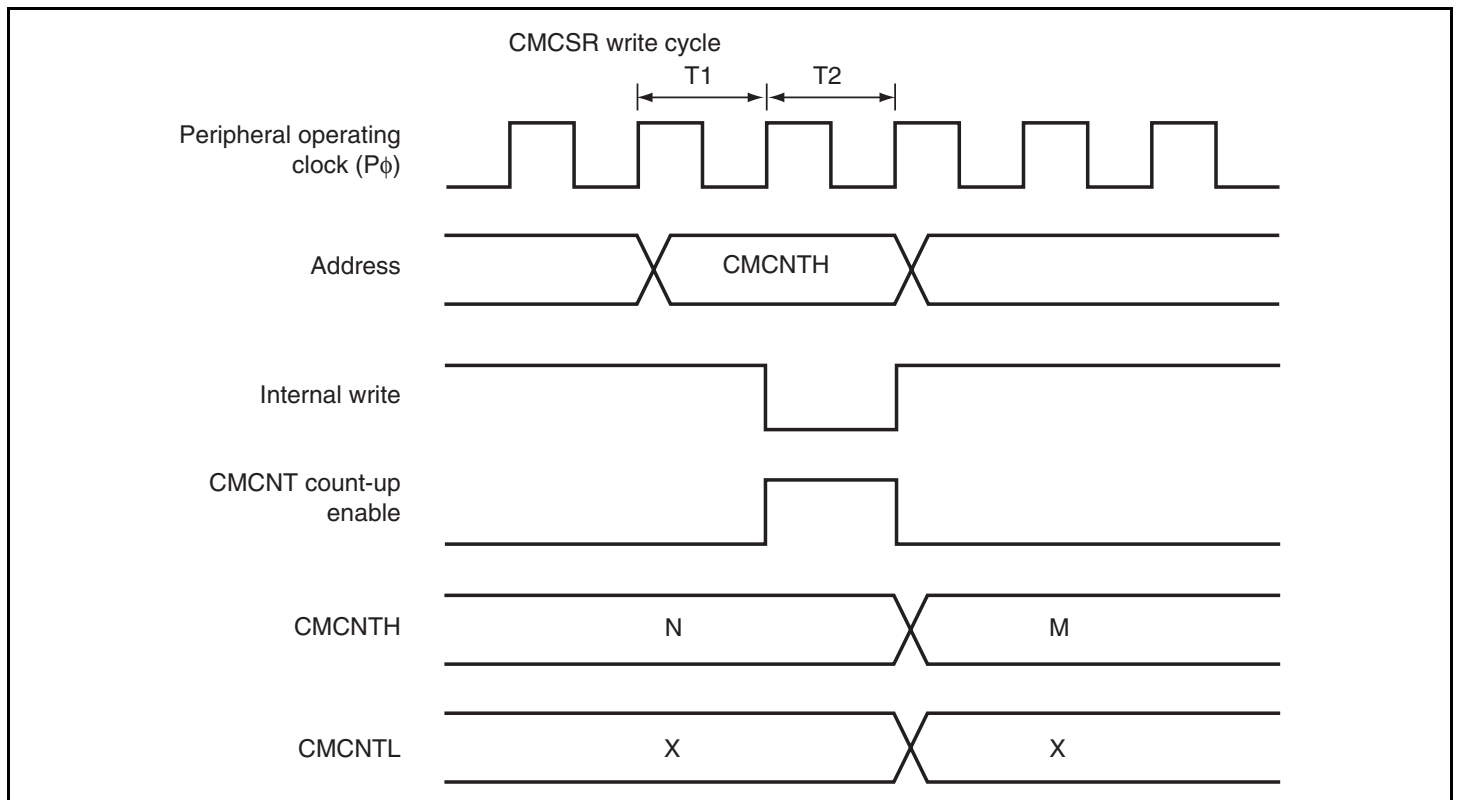 CMCSR write cycle
T1 T2
Peripheral operating
clock (Pϕ)
Address
CMCNTH
Internal write
CMCNT count-up
enable
CMCNTH
N
M
CMCNTL
X
X